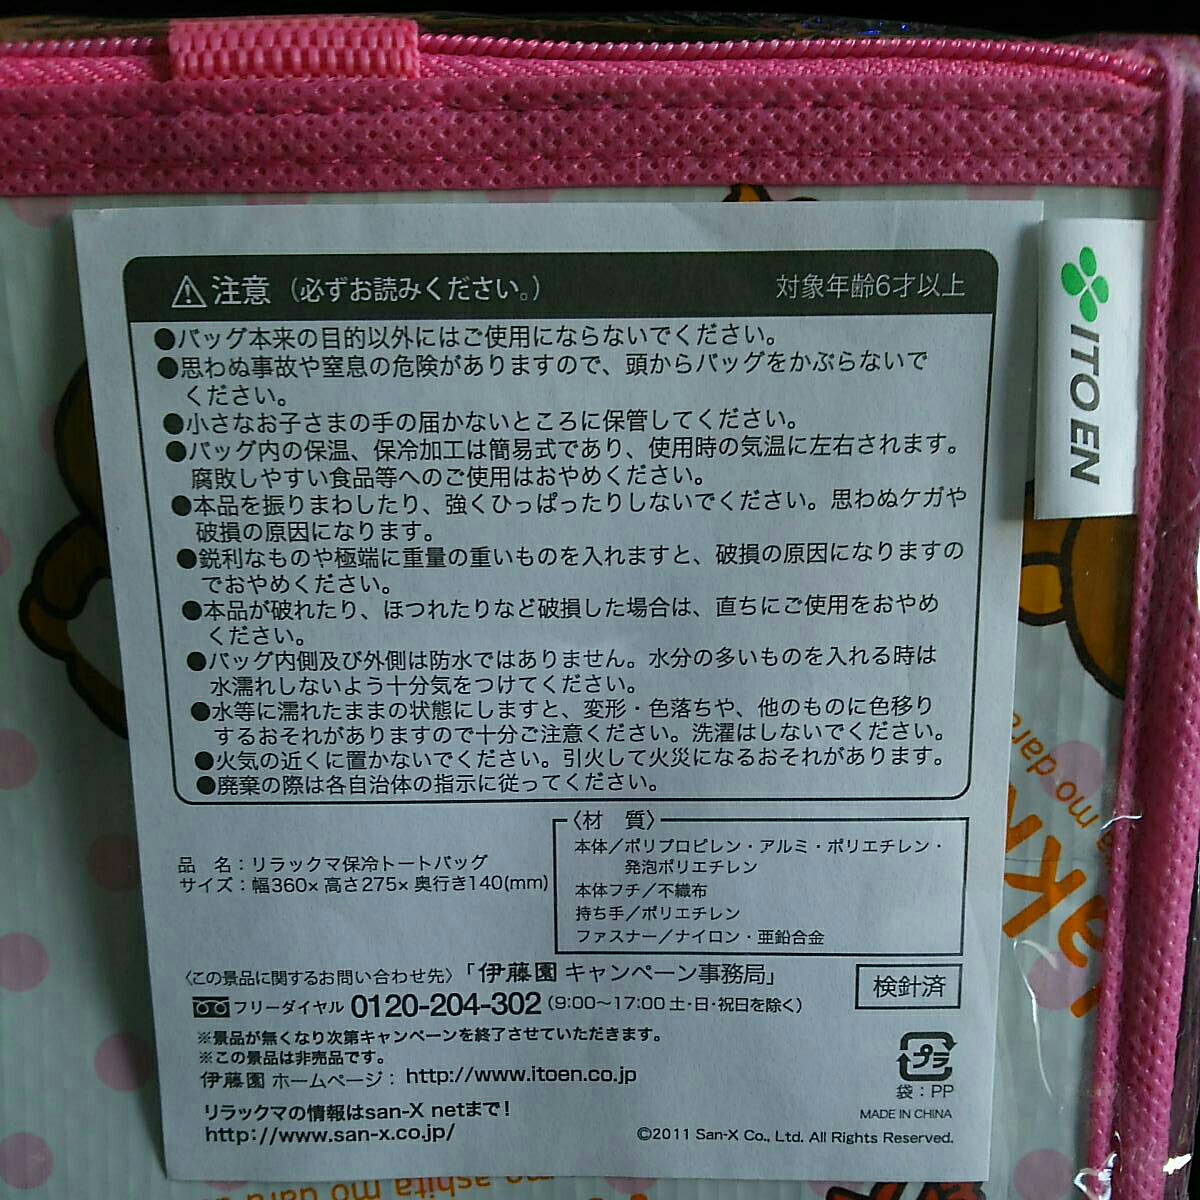 ⚠注意(必ずお読みください。) 対象年齢6才以上
●バッグ本来の目的以外にはご使用にならないでください。
●思わぬ事故や窒息の危険がありますので、頭からバッグをかぶらないで
ください。
●小さなお子さまの手の届かないところに保管してください。
●バッグ内の保温、保冷加工は簡易式であり、使用時の気温に左右されます。
腐敗しやすい食品等へのご使用はおやめください。
●本品を振りまわしたり、強くひっぱったりしないでください。思わぬケガや
破損の原因になります。
●鋭利なものや極端に重量の重いものを入れますと、破損の原因になりますの
でおやめください。
●本品が破れたり、ほつれたりなど破損した場合は、直ちにご使用をおやめ
ください。
●バッグ内側及び外側は防水ではありません。水分の多いものを入れる時は
水濡れしないよう十分気をつけてください。
●水等に濡れたままの状態にしますと、変形・色落ちや、他のものに色移り
するおそれがありますので十分ご注意ください。洗濯はしないでください。
●火気の近くに置かないでください。引火して火災になるおそれがあります。
●廃棄の際は各自治体の指示に従ってください。
品 名:リラックマ保冷トートバッグ
サイズ:幅360×高さ275×奥行き140(mm)
〈材 質〉
本体/ポリプロピレン・アルミ・ポリエチレン・
発泡ポリエチレン
本体フチ/不織布
持ち手/ポリエチレン
ファスナー/ナイロン・亜鉛合金
〈この景品に関するお問い合わせ先〉「伊藤園 キャンペーン事務局」
フリーダイヤル 0120-204-302(9:00〜17:00 土・日・祝日を除く)
検針済
※景品が無くなり次第キャンペーンを終了させていただきます。
※この景品は非売品です。
伊藤園 ホームページ: http://www.itoen.co.jp
リラックマの情報はsan-X netまで!
http://www.san-x.co.jp/
プラ
袋:PP
MADE IN CHINA
©2011 San-X Co., Ltd. All Rights Reserved.
ITOEN
mo ashita mo daru